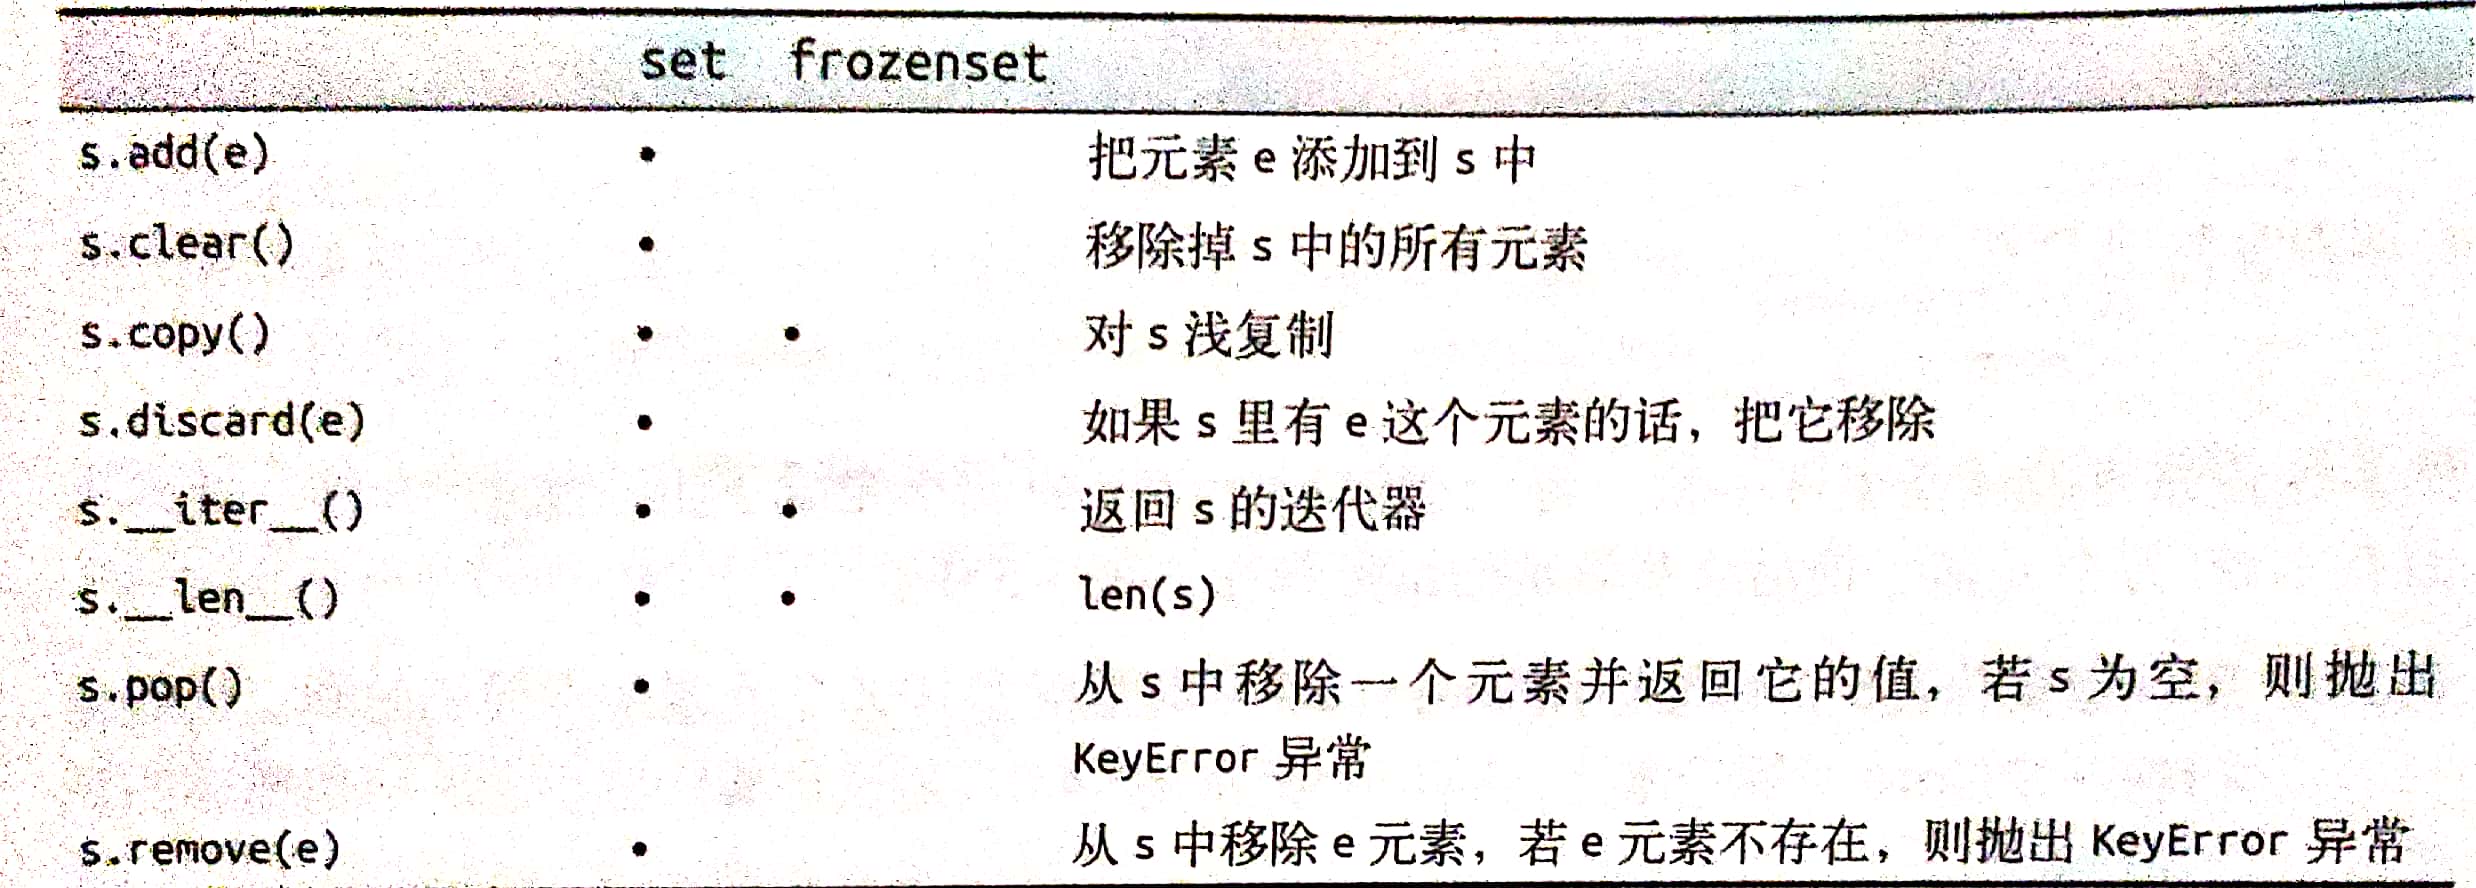 set frozenset
s.add(e) • 把元素 e 添加到 s 中
s.clear() • 移除掉 s 中的所有元素
s.copy() • • 对 s 浅复制
s.discard(e) • 如果 s 里有 e 这个元素的话，把它移除
s.__iter__() • • 返回 s 的迭代器
s.__len__() • • len(s)
s.pop() • 从 s 中移除一个元素并返回它的值，若 s 为空，则抛出
KeyError 异常
s.remove(e) • 从 s 中移除 e 元素，若 e 元素不存在，则抛出 KeyError 异常